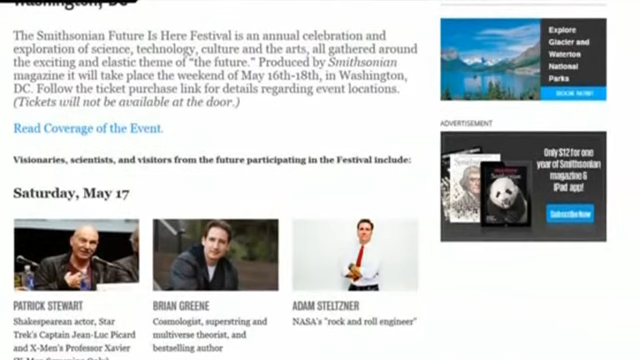 Washington, DC
The Smithsonian Future Is Here Festival is an annual celebration and
exploration of science, technology, culture and the arts, all gathered around
the exciting and elastic theme of "the future." Produced by Smithsonian
magazine it will take place the weekend of May 16th-18th, in Washington,
DC. Follow the ticket purchase link for details regarding event locations.
(Tickets will not be available at the door.)
Read Coverage of the Event.
Visionaries, scientists, and visitors from the future participating in the Festival include:
Saturday, May 17
PATRICK STEWART
Shakespearean actor, Star
Trek's Captain Jean-Luc Picard
and X-Men's Professor Xavier
BRIAN GREENE
Cosmologist, superstring and
multiverse theorist, and
bestselling author
ADAM STELTZNER
NASA's "rock and roll engineer"
Explore
Glacier and
Waterton
National
Parks
BOOK NOW!
ADVERTISEMENT
Only $12 for one
year of Smithsonian
magazine &
iPad app!
Subscribe Now